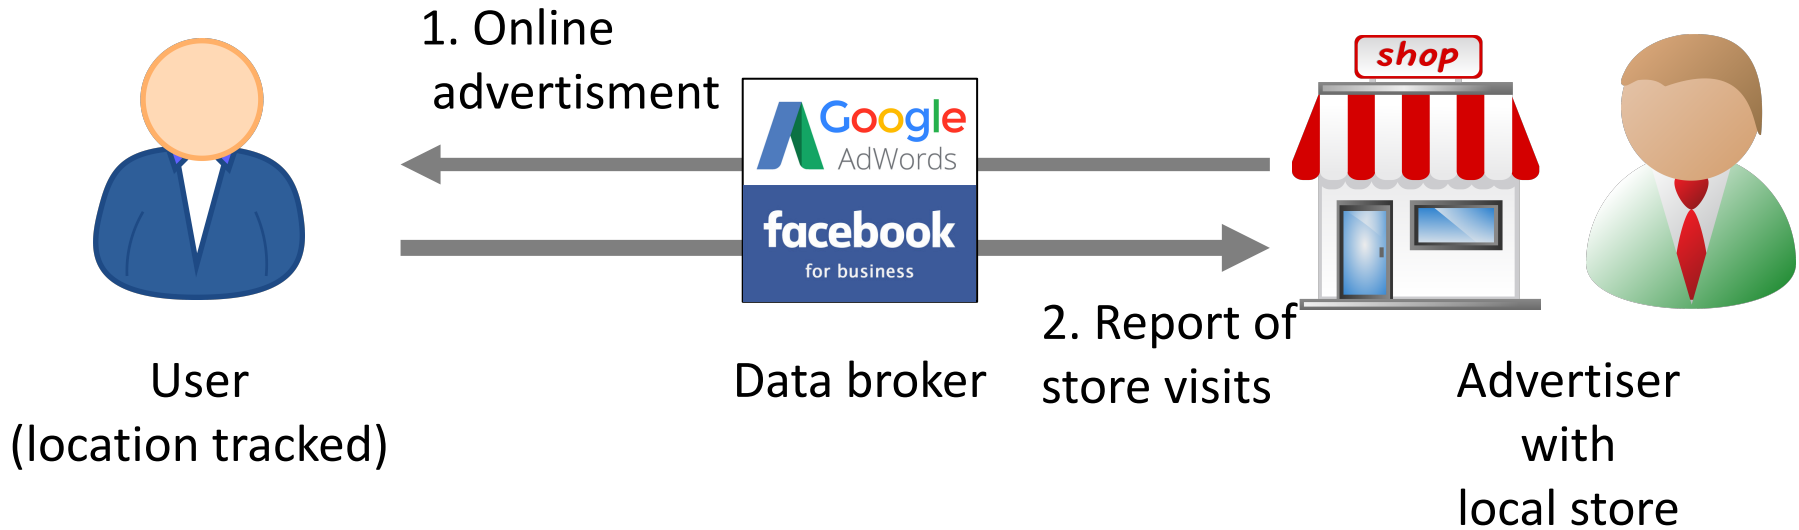 1. Online
advertisment
shop
Google
AdWords
facebook
for business
2. Report of
store visits
User
(location tracked)
Data broker
Advertiser
with
local store